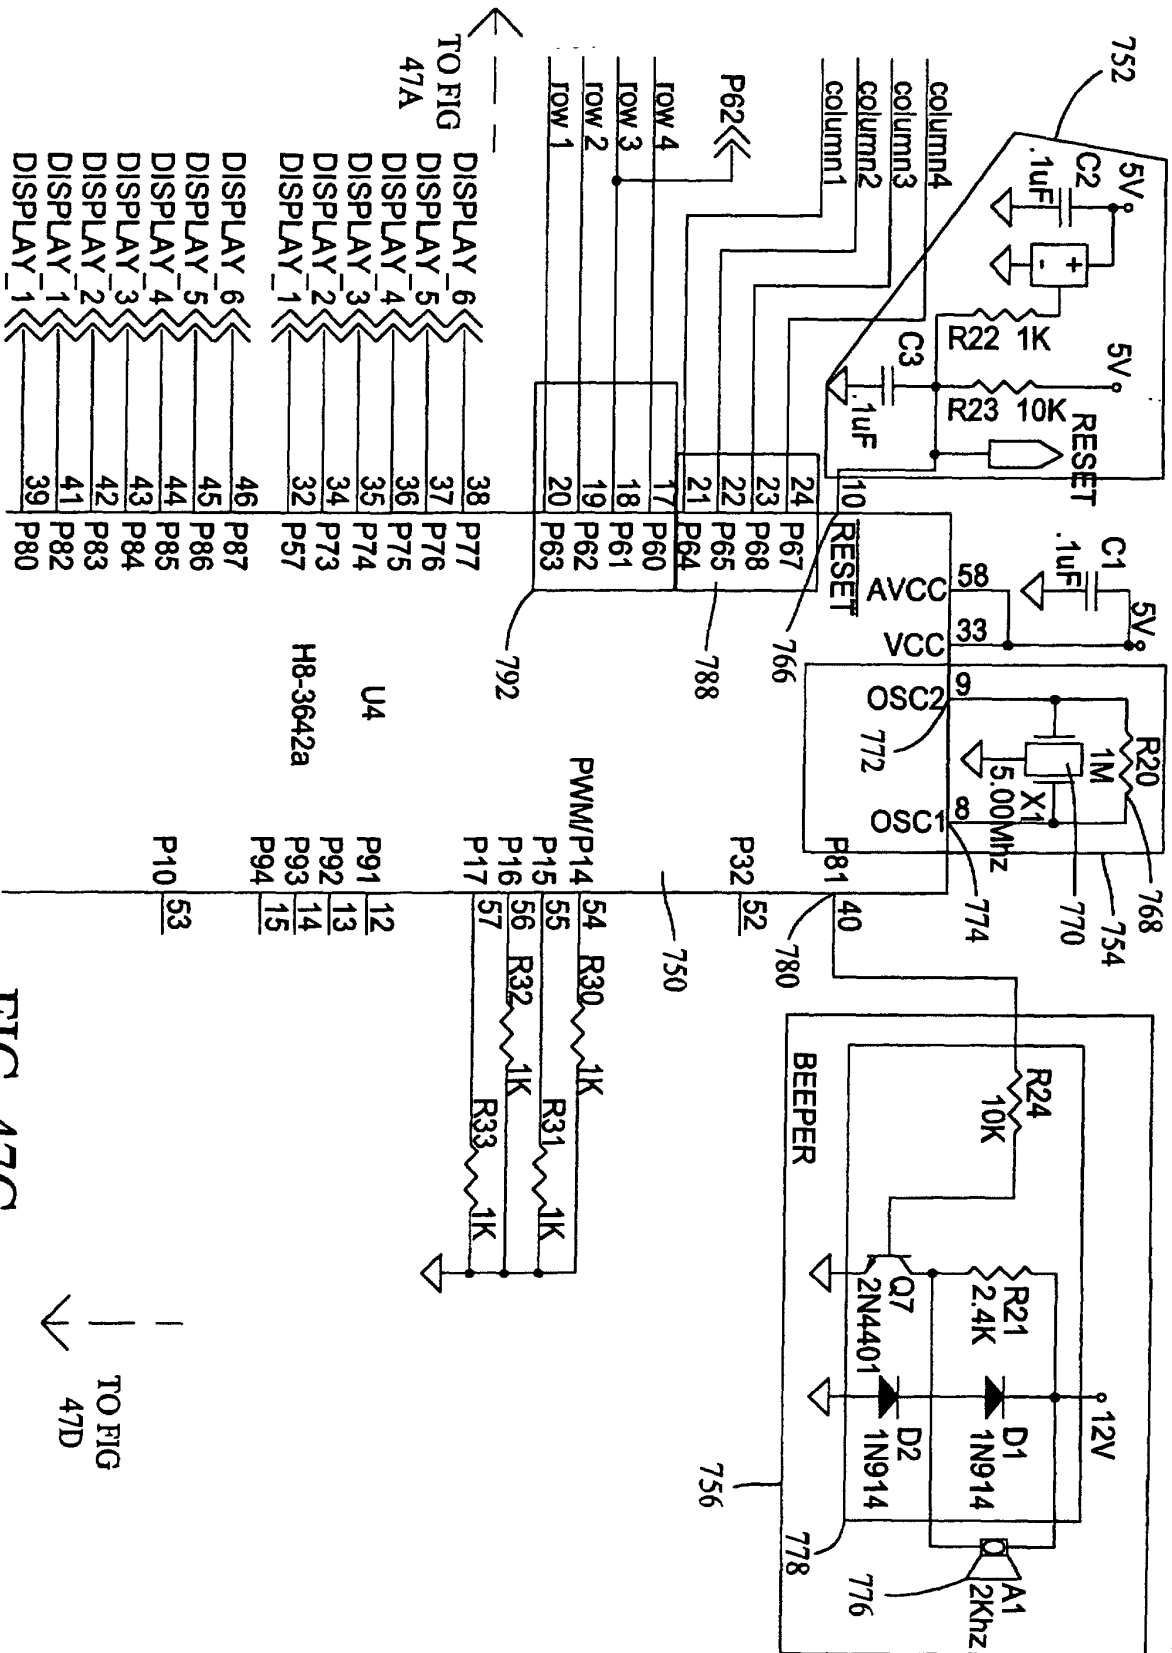 752
5V
C2
.1uF
+
-
R22 1K
5V
R23 10K
C3
.1uF
RESET
C1
.1uF
5V
R20
1M
X1
5.00Mhz
768
754
770
774
772
BEEPER
R24
10K
R21
2.4K
Q7
2N4401
12V
D1
1N914
D2
1N914
A1
2Khz
776
778
756
column4
column3
column2
column1
P62
row 4
row 3
row 2
row 1
TO FIG
47A
10 RESET
58 AVCC
33 VCC
9 OSC2
8 OSC1
766
24 P67
23 P68
22 P65
21 P64
788
17 P60
18 P61
19 P62
20 P63
792
P81 40
780
P32 52
750
PWM/P14 54 R30 1K
P15 55 R31 1K
P16 56 R32 1K
P17 57 R33 1K
U4
H8-3642a
DISPLAY_6 38 P77
DISPLAY_5 37 P76
DISPLAY_4 36 P75
DISPLAY_3 35 P74
DISPLAY_2 34 P73
DISPLAY_1 32 P57
P91 12
P92 13
P93 14
P94 15
P10 53
DISPLAY_6 46 P87
DISPLAY_5 45 P86
DISPLAY_4 44 P85
DISPLAY_3 43 P84
DISPLAY_2 42 P83
DISPLAY_1 41 P82
DISPLAY_1 39 P80
TO FIG
47D
FIG. 47C